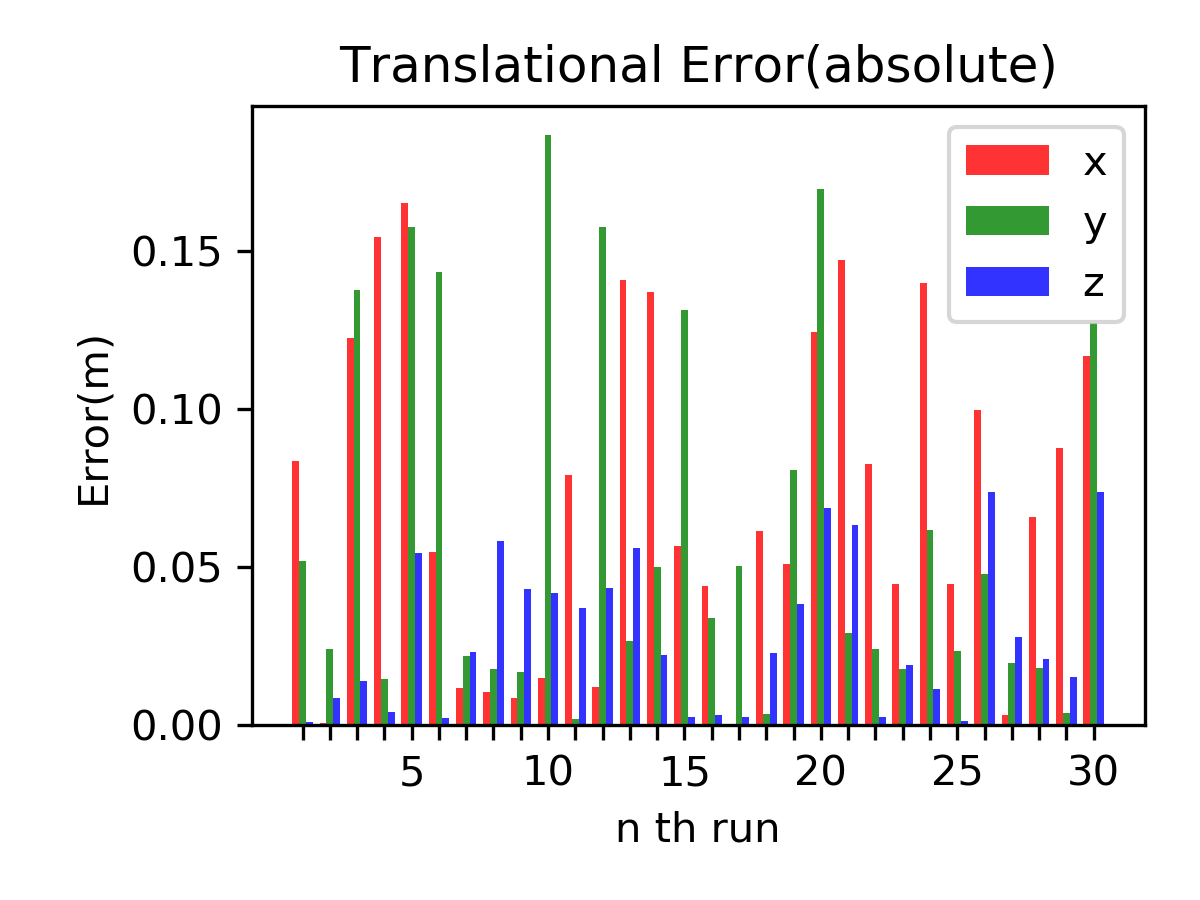 Translational Error(absolute)
x
y
z
Error(m)
0.15
0.10
0.05
0.00
5 10 15 20 25 30
n th run